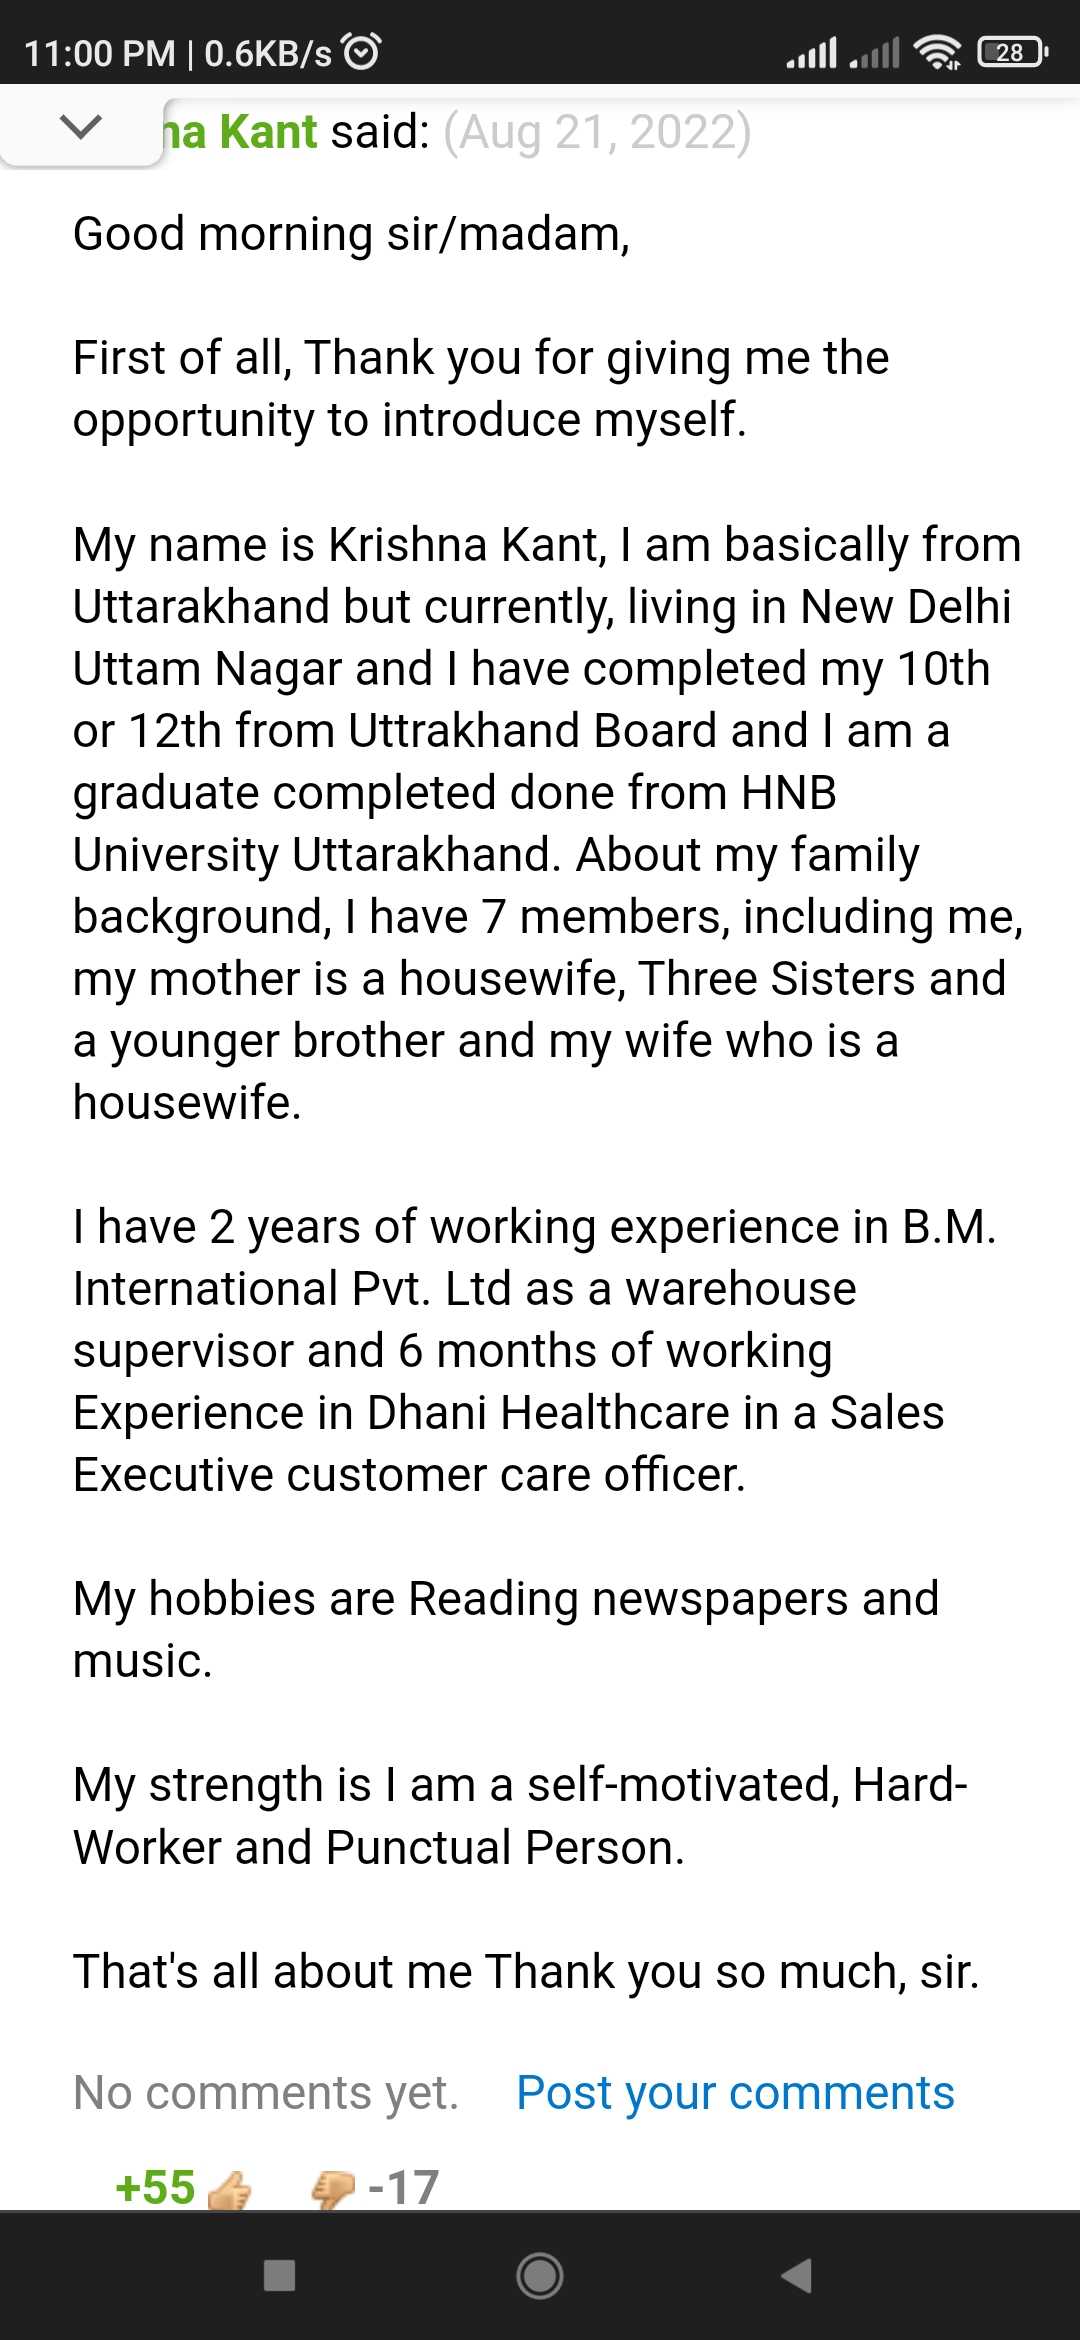 11:00 PM | 0.6KB/s
28
na Kant said: (Aug 21, 2022)
Good morning sir/madam,
First of all, Thank you for giving me the
opportunity to introduce myself.
My name is Krishna Kant, I am basically from
Uttarakhand but currently, living in New Delhi
Uttam Nagar and I have completed my 10th
or 12th from Uttrakhand Board and I am a
graduate completed done from HNB
University Uttarakhand. About my family
background, I have 7 members, including me,
my mother is a housewife, Three Sisters and
a younger brother and my wife who is a
housewife.
I have 2 years of working experience in B.M.
International Pvt. Ltd as a warehouse
supervisor and 6 months of working
Experience in Dhani Healthcare in a Sales
Executive customer care officer.
My hobbies are Reading newspapers and
music.
My strength is I am a self-motivated, Hard-
Worker and Punctual Person.
That's all about me Thank you so much, sir.
No comments yet. Post your comments
+55 -17